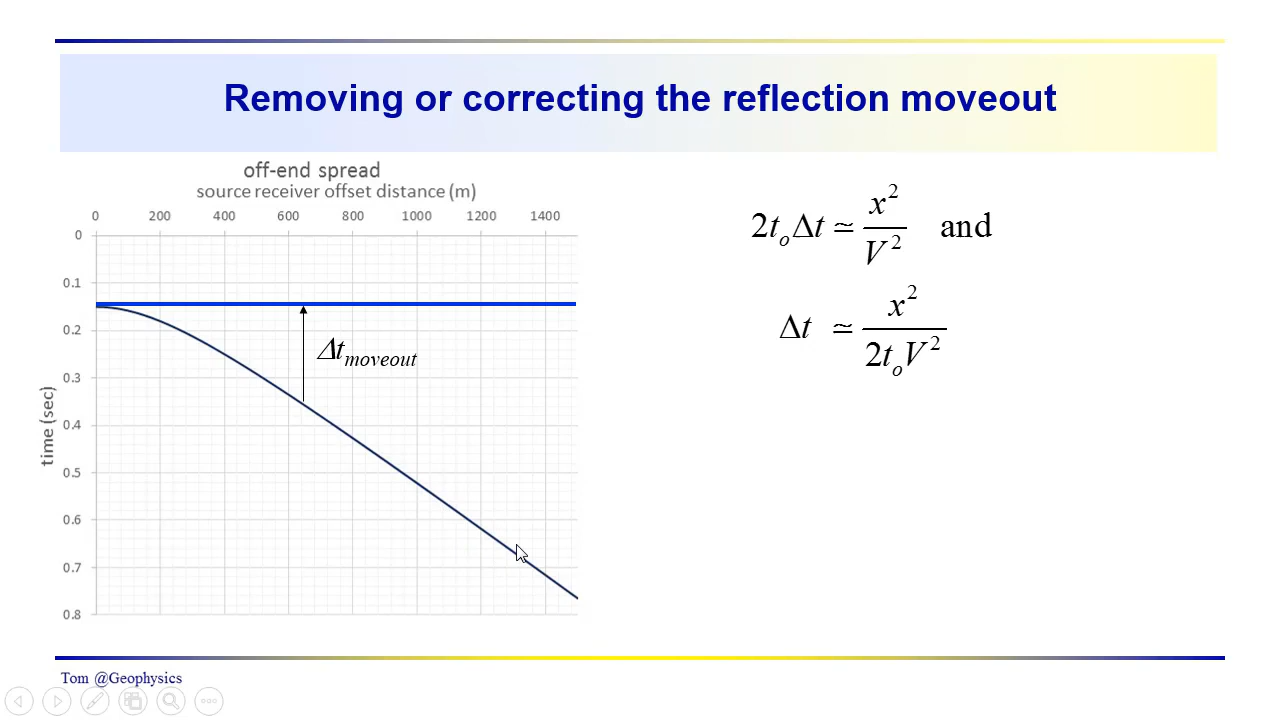 Removing or correcting the reflection moveout
off-end spread
source receiver offset distance (m)
0 200 400 600 800 1000 1200 1400
0
0.1
0.2
0.3
0.4
0.5
0.6
0.7
0.8
time (sec)
Δt_moveout
2t_o Δt ≃ x²/V² and
Δt ≃ x²/2t_oV²
Tom @Geophysics